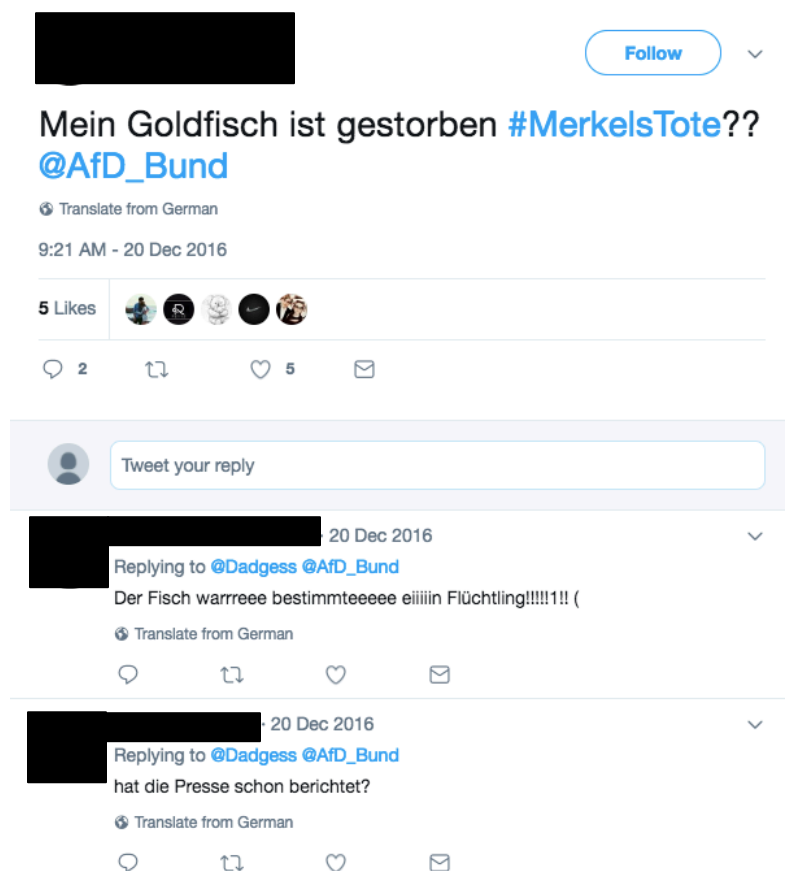 Follow
Mein Goldfisch ist gestorben #MerkelsTote??
@AfD_Bund
Translate from German
9:21 AM - 20 Dec 2016
5 Likes
2 5
Tweet your reply
· 20 Dec 2016
Replying to @Dadgess @AfD_Bund
Der Fisch warrreee bestimmteeeee eiiiiin Flüchtling!!!!!1!! (
Translate from German
· 20 Dec 2016
Replying to @Dadgess @AfD_Bund
hat die Presse schon berichtet?
Translate from German